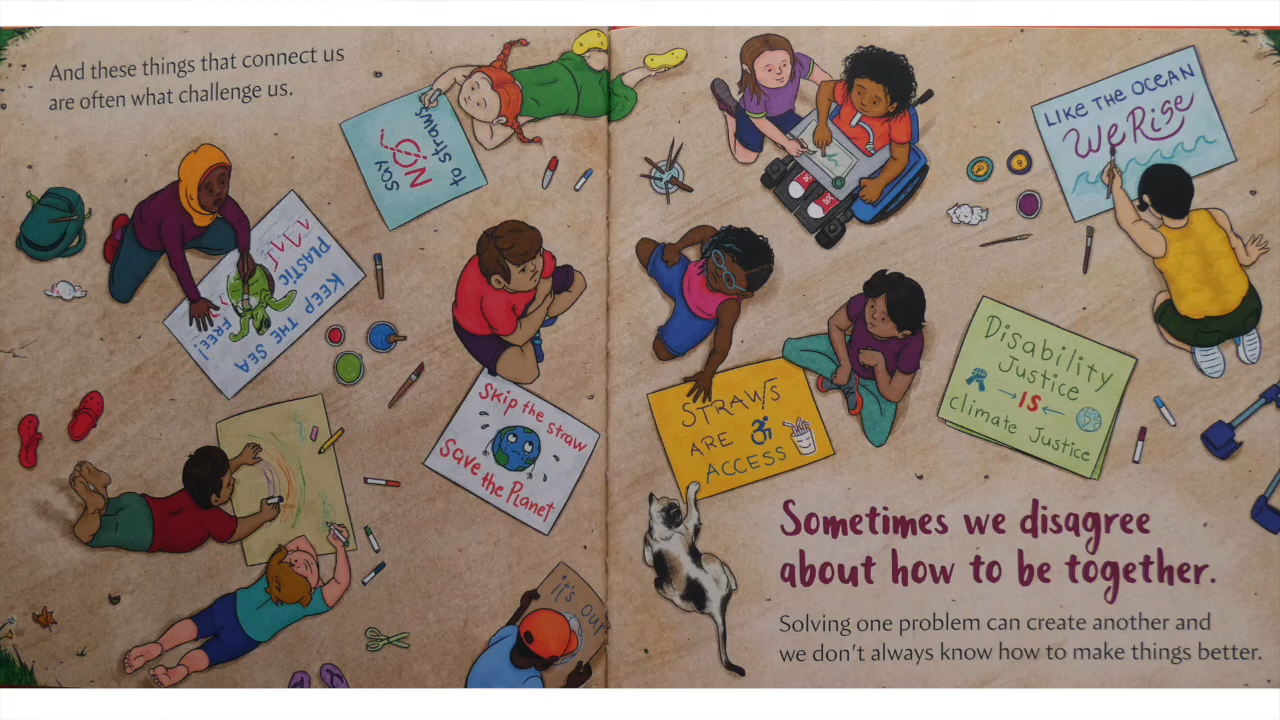 And these things that connect us
are often what challenge us.
SAY
NO
to straws
KEEP THE SEA
PLASTIC
FREE!
Skip the straw
Save the Planet
it's our
LIKE THE OCEAN
We Rise
STRAWS
ARE
ACCESS
Disability
Justice
IS
climate Justice
Sometimes we disagree
about how to be together.
Solving one problem can create another and
we don't always know how to make things better.